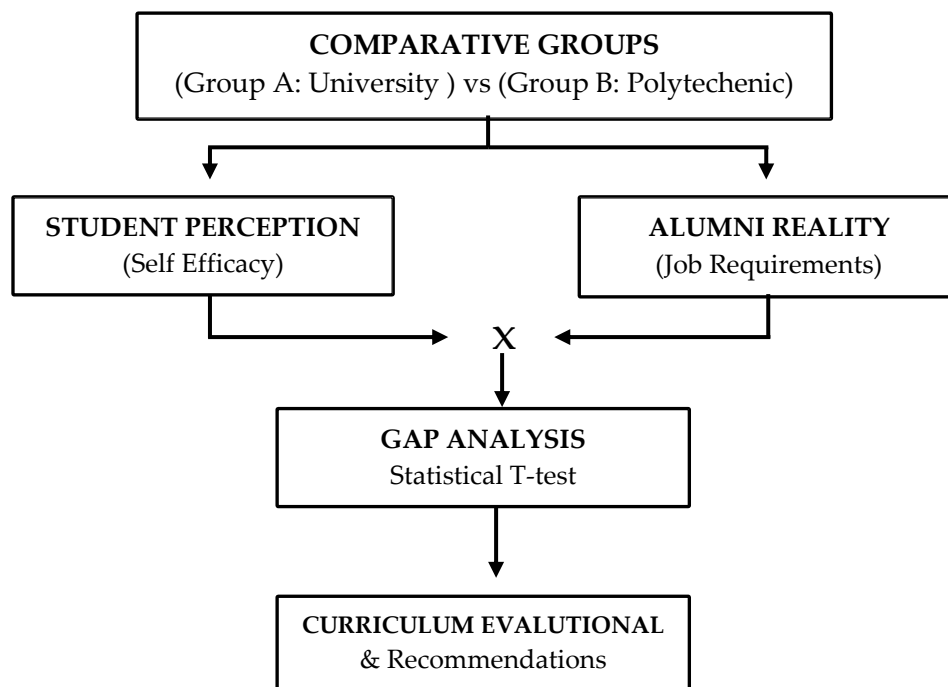 COMPARATIVE GROUPS
(Group A: University ) vs (Group B: Polytechenic)
STUDENT PERCEPTION
(Self Efficacy)
ALUMNI REALITY
(Job Requirements)
X
GAP ANALYSIS
Statistical T-test
CURRICULUM EVALUTIONAL
& Recommendations